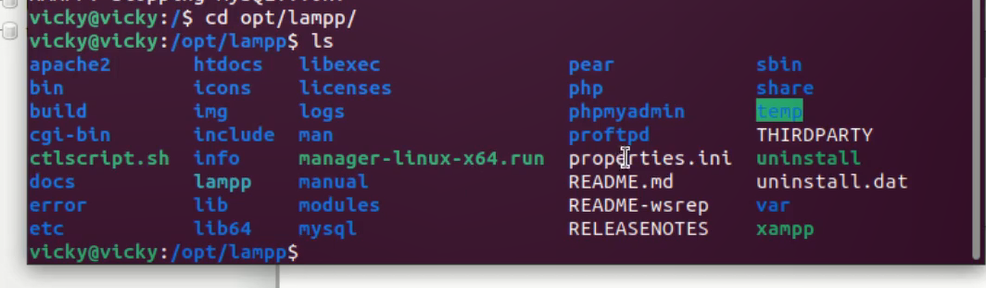 vicky@vicky:/$ cd opt/lampp/
vicky@vicky:/opt/lampp$ ls
apache2 htdocs libexec pear sbin
bin icons licenses php share
build img logs phpmyadmin temp
cgi-bin include man proftpd THIRDPARTY
ctlscript.sh info manager-linux-x64.run properties.ini uninstall
docs lampp manual README.md uninstall.dat
error lib modules README-wsrep var
etc lib64 mysql RELEASENOTES xampp
vicky@vicky:/opt/lampp$